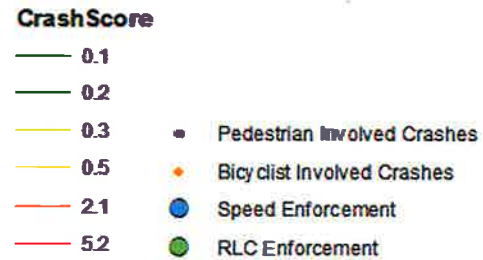 CrashScore
0.1
0.2
0.3
0.5
2.1
5.2
Pedestrian Involved Crashes
Bicyclist Involved Crashes
Speed Enforcement
RLC Enforcement